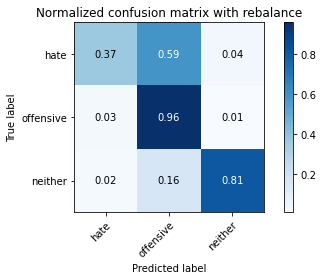 Normalized confusion matrix with rebalance
True label
hate 0.37 0.59 0.04
offensive 0.03 0.96 0.01
neither 0.02 0.16 0.81
hate offensive neither
Predicted label
0.8
0.6
0.4
0.2